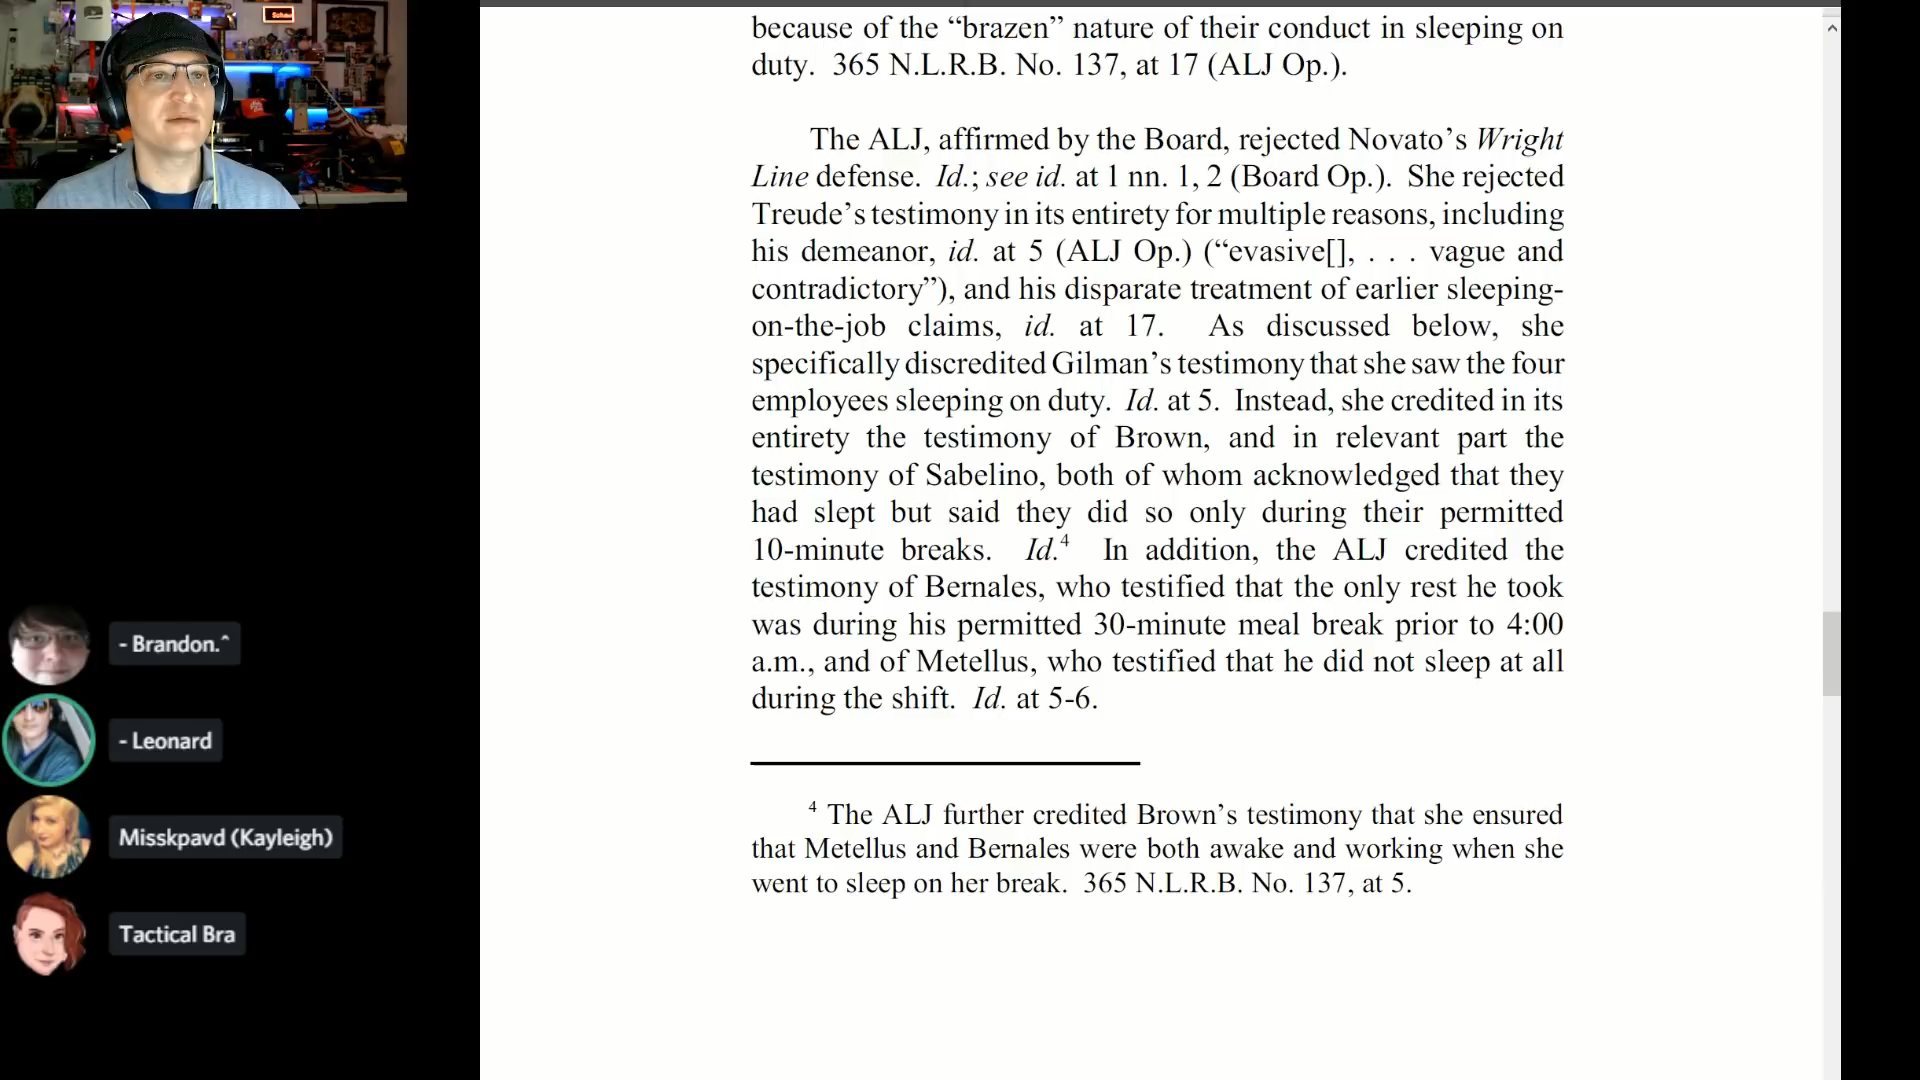 because of the “brazen” nature of their conduct in sleeping on
duty. 365 N.L.R.B. No. 137, at 17 (ALJ Op.).
The ALJ, affirmed by the Board, rejected Novato’s Wright
Line defense. Id.; see id. at 1 nn. 1, 2 (Board Op.). She rejected
Treude’s testimony in its entirety for multiple reasons, including
his demeanor, id. at 5 (ALJ Op.) (“evasive[], . . . vague and
contradictory”), and his disparate treatment of earlier sleeping-
on-the-job claims, id. at 17. As discussed below, she
specifically discredited Gilman’s testimony that she saw the four
employees sleeping on duty. Id. at 5. Instead, she credited in its
entirety the testimony of Brown, and in relevant part the
testimony of Sabelino, both of whom acknowledged that they
had slept but said they did so only during their permitted
10-minute breaks. Id.4 In addition, the ALJ credited the
testimony of Bernales, who testified that the only rest he took
was during his permitted 30-minute meal break prior to 4:00
a.m., and of Metellus, who testified that he did not sleep at all
during the shift. Id. at 5-6.
4 The ALJ further credited Brown’s testimony that she ensured
that Metellus and Bernales were both awake and working when she
went to sleep on her break. 365 N.L.R.B. No. 137, at 5.
- Brandon.^
- Leonard
Misskpavd (Kayleigh)
Tactical Bra